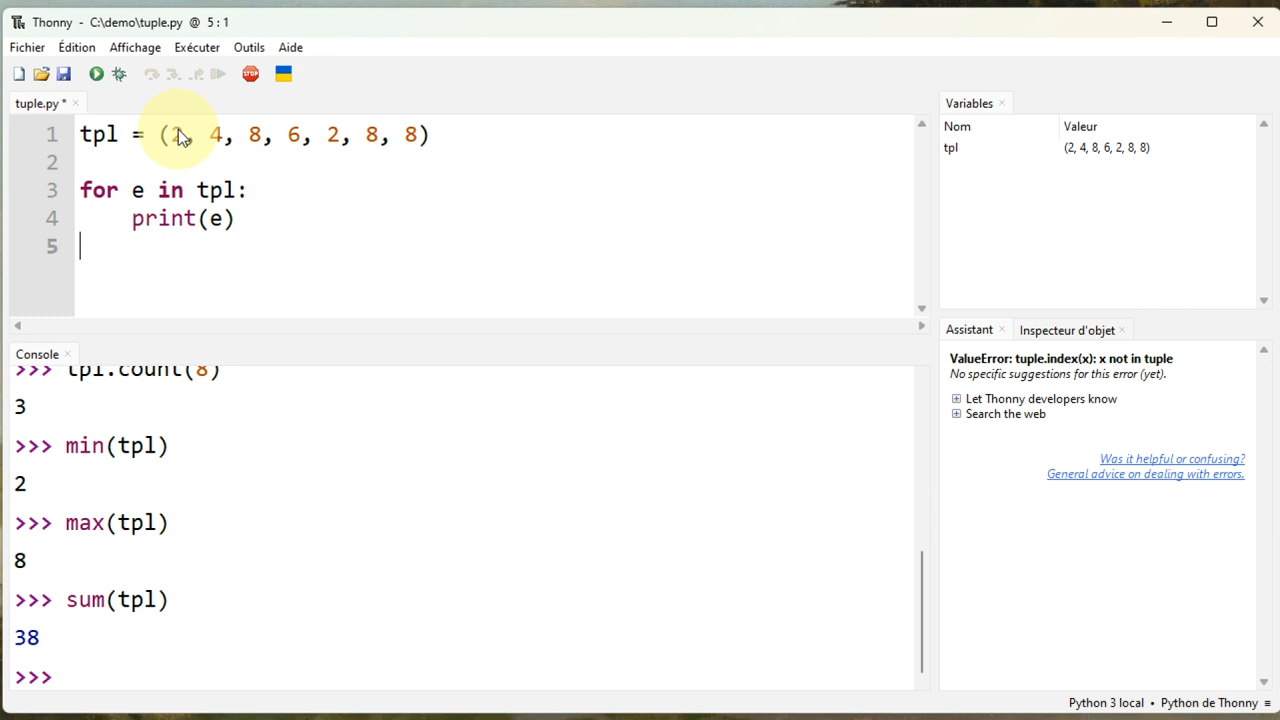 Thonny - C:\demo\tuple.py @ 5 : 1
Fichier Édition Affichage Exécuter Outils Aide
STOP
tuple.py *
1 tpl = (2, 4, 8, 6, 2, 8, 8)
2
3 for e in tpl:
4 print(e)
5
Variables
Nom Valeur
tpl (2, 4, 8, 6, 2, 8, 8)
Console
>>> tpl.count(8)
3
>>> min(tpl)
2
>>> max(tpl)
8
>>> sum(tpl)
38
>>>
Assistant Inspecteur d'objet
ValueError: tuple.index(x): x not in tuple
No specific suggestions for this error (yet).
Let Thonny developers know
Search the web
Was it helpful or confusing?
General advice on dealing with errors.
Python 3 local • Python de Thonny ≡